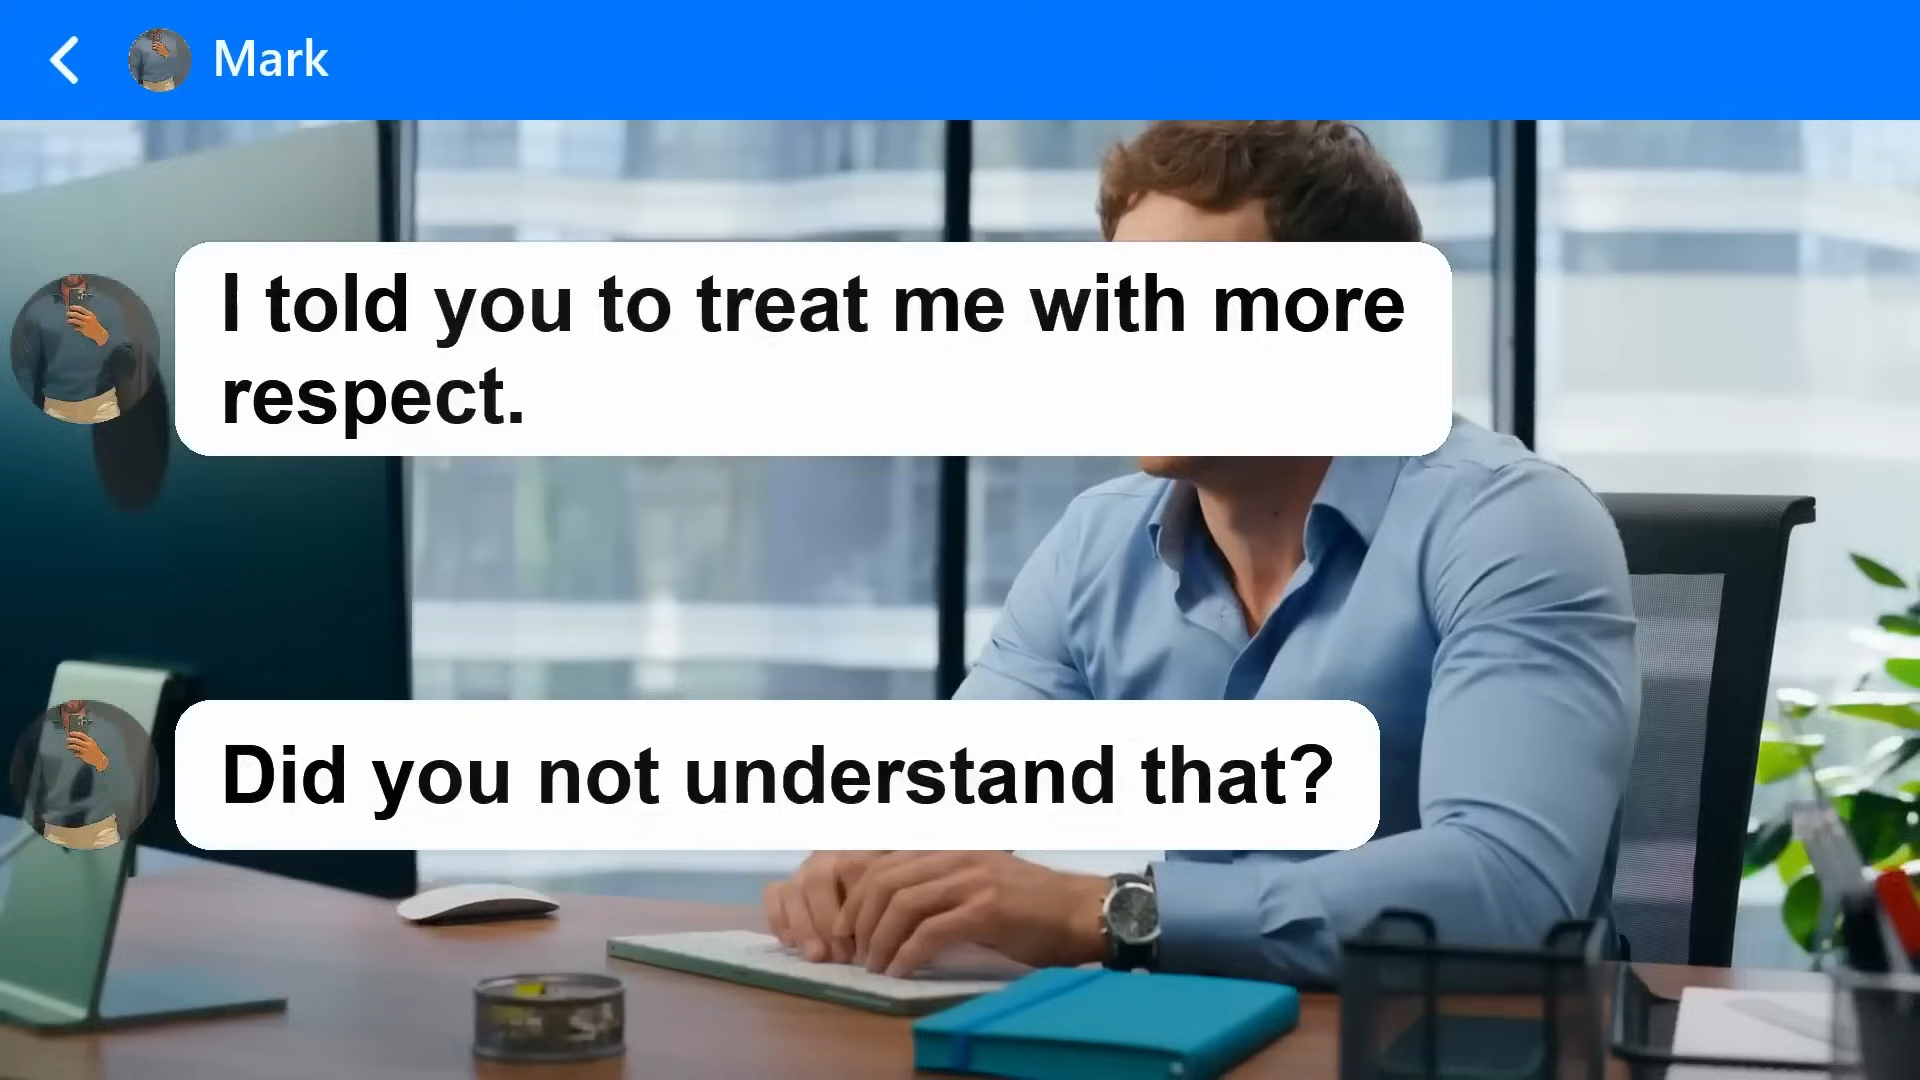 Mark
I told you to treat me with more
respect.
Did you not understand that?